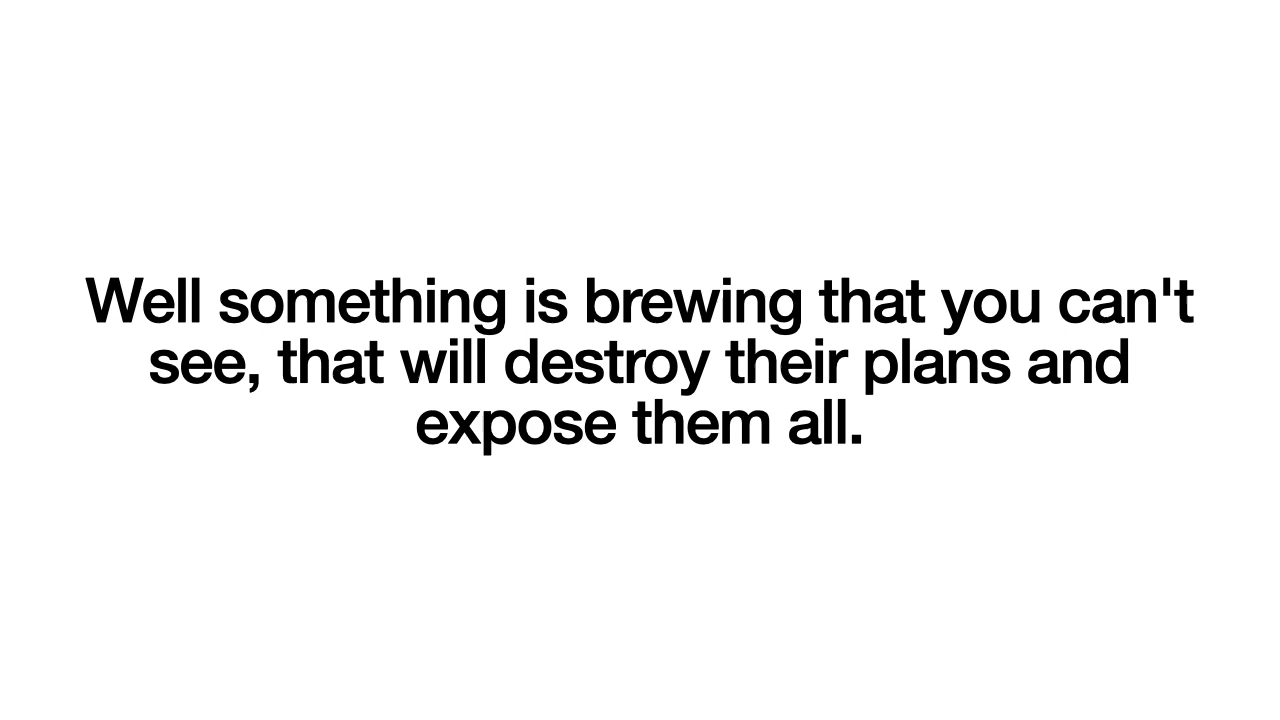 Well something is brewing that you can't
see, that will destroy their plans and
expose them all.